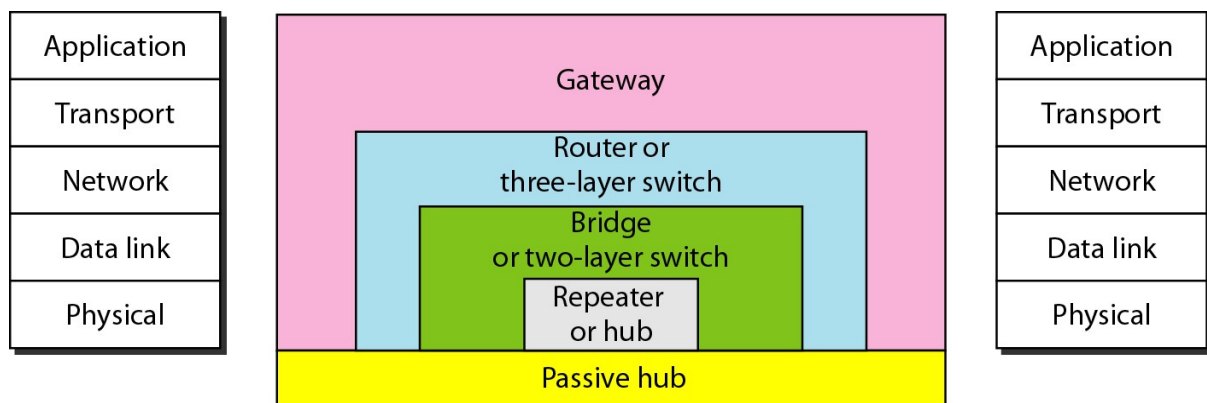 Application
Transport
Network
Data link
Physical
Gateway
Router or
three-layer switch
Bridge
or two-layer switch
Repeater
or hub
Passive hub
Application
Transport
Network
Data link
Physical